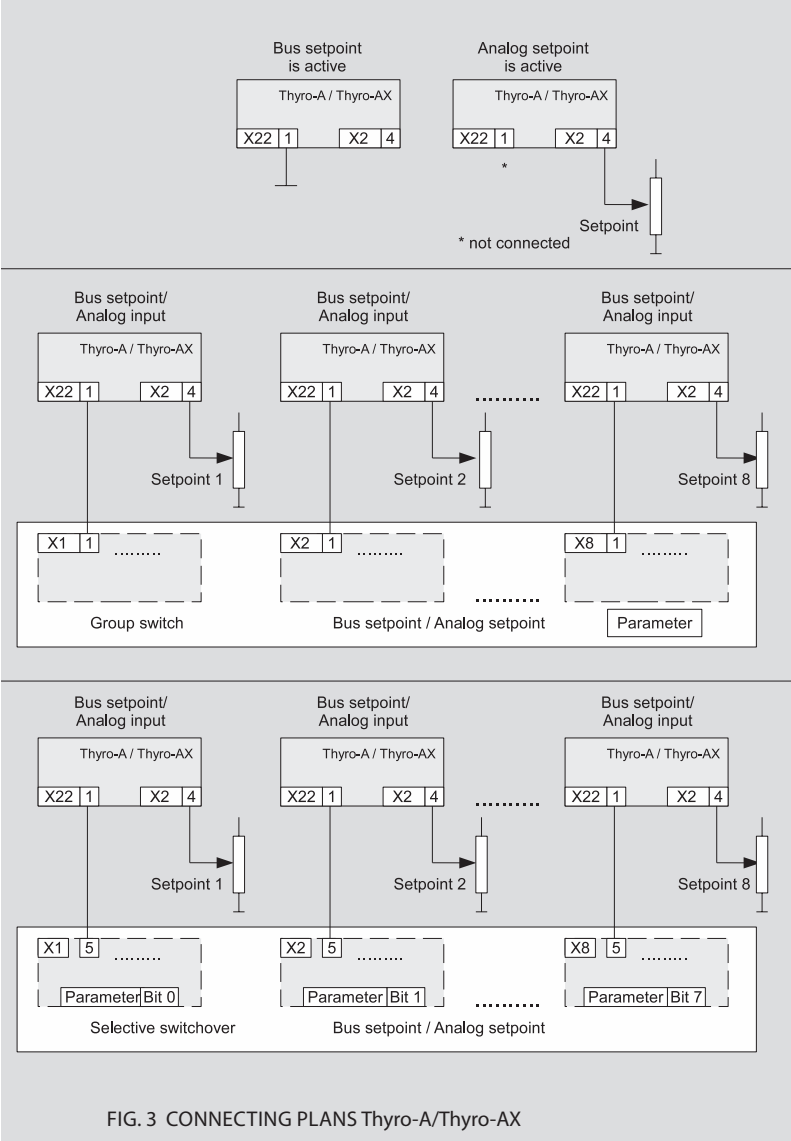 Bus setpoint
is active
Analog setpoint
is active
Thyro-A / Thyro-AX
Thyro-A / Thyro-AX
X22 1 X2 4
X22 1 X2 4
*
Setpoint
* not connected
Bus setpoint/
Analog input
Bus setpoint/
Analog input
Bus setpoint/
Analog input
Thyro-A / Thyro-AX
Thyro-A / Thyro-AX
Thyro-A / Thyro-AX
X22 1 X2 4
X22 1 X2 4
..........
X22 1 X2 4
Setpoint 1
Setpoint 2
Setpoint 8
X1 1 .........
X2 1 .........
X8 1 .........
..........
Group switch
Bus setpoint / Analog setpoint
Parameter
Bus setpoint/
Analog input
Bus setpoint/
Analog input
Bus setpoint/
Analog input
Thyro-A / Thyro-AX
Thyro-A / Thyro-AX
Thyro-A / Thyro-AX
X22 1 X2 4
X22 1 X2 4
..........
X22 1 X2 4
Setpoint 1
Setpoint 2
Setpoint 8
X1 5 .........
X2 5 .........
X8 5 .........
Parameter Bit 0
Parameter Bit 1
..........
Parameter Bit 7
Selective switchover
Bus setpoint / Analog setpoint
FIG. 3 CONNECTING PLANS Thyro-A/Thyro-AX